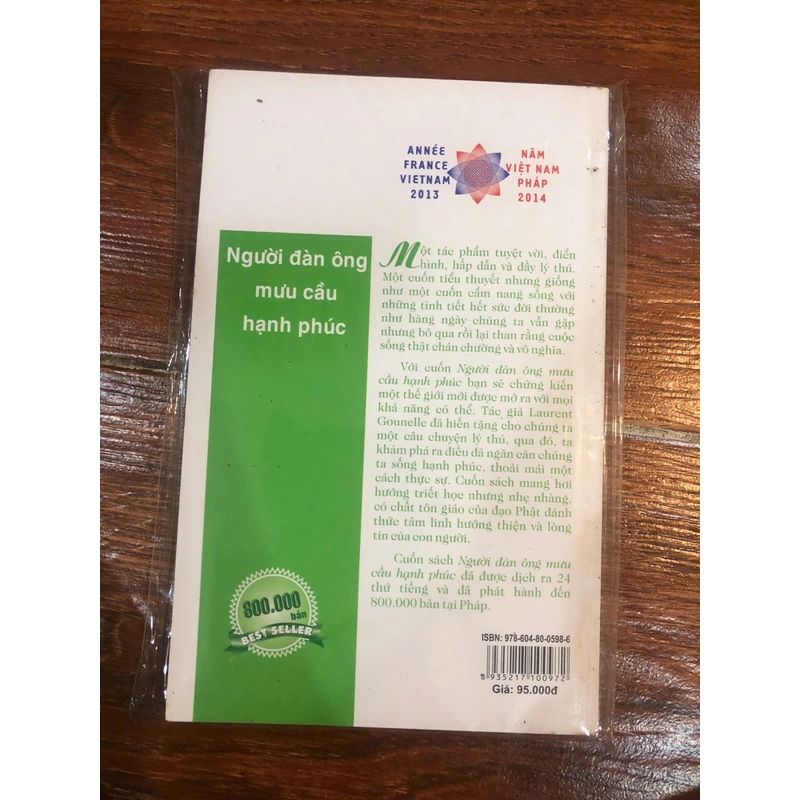 ANNÉE
FRANCE
VIETNAM
2013
NĂM
VIỆT NAM
PHÁP
2014
Người đàn ông
mưu cầu
hạnh phúc
Một tác phẩm tuyệt vời, điển
hình, hấp dẫn và đầy lý thú.
Một cuốn tiểu thuyết nhưng giống
như một cuốn cẩm nang sống với
những tình tiết hết sức đời thường
như hàng ngày chúng ta vẫn gặp
nhưng bỏ qua rồi lại than rằng cuộc
sống thật chán chường và vô nghĩa.
Với cuốn Người đàn ông mưu
cầu hạnh phúc bạn sẽ chứng kiến
một thế giới mới được mở ra với mọi
khả năng có thể. Tác giả Laurent
Gounelle đã hiến tặng cho chúng ta
một câu chuyện lý thú, qua đó, ta
khám phá ra điều đã ngăn cản chúng
ta sống hạnh phúc, thoải mái một
cách thực sự. Cuốn sách mang hơi
hướng triết học nhưng nhẹ nhàng,
có chất tôn giáo của đạo Phật đánh
thức tâm linh hướng thiện và lòng
tin của con người.
Cuốn sách Người đàn ông mưu
cầu hạnh phúc đã được dịch ra 24
thứ tiếng và đã phát hành đến
800.000 bản tại Pháp.
800.000
bản
BEST SELLER
ISBN: 978-604-80-0598-6
8935217100972
Giá: 95.000đ